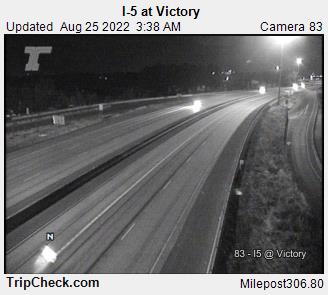 I-5 at Victory
Updated Aug 25 2022 3:38 AM Camera 83
T
N
83 - I5 @ Victory
TripCheck.com Milepost306.80